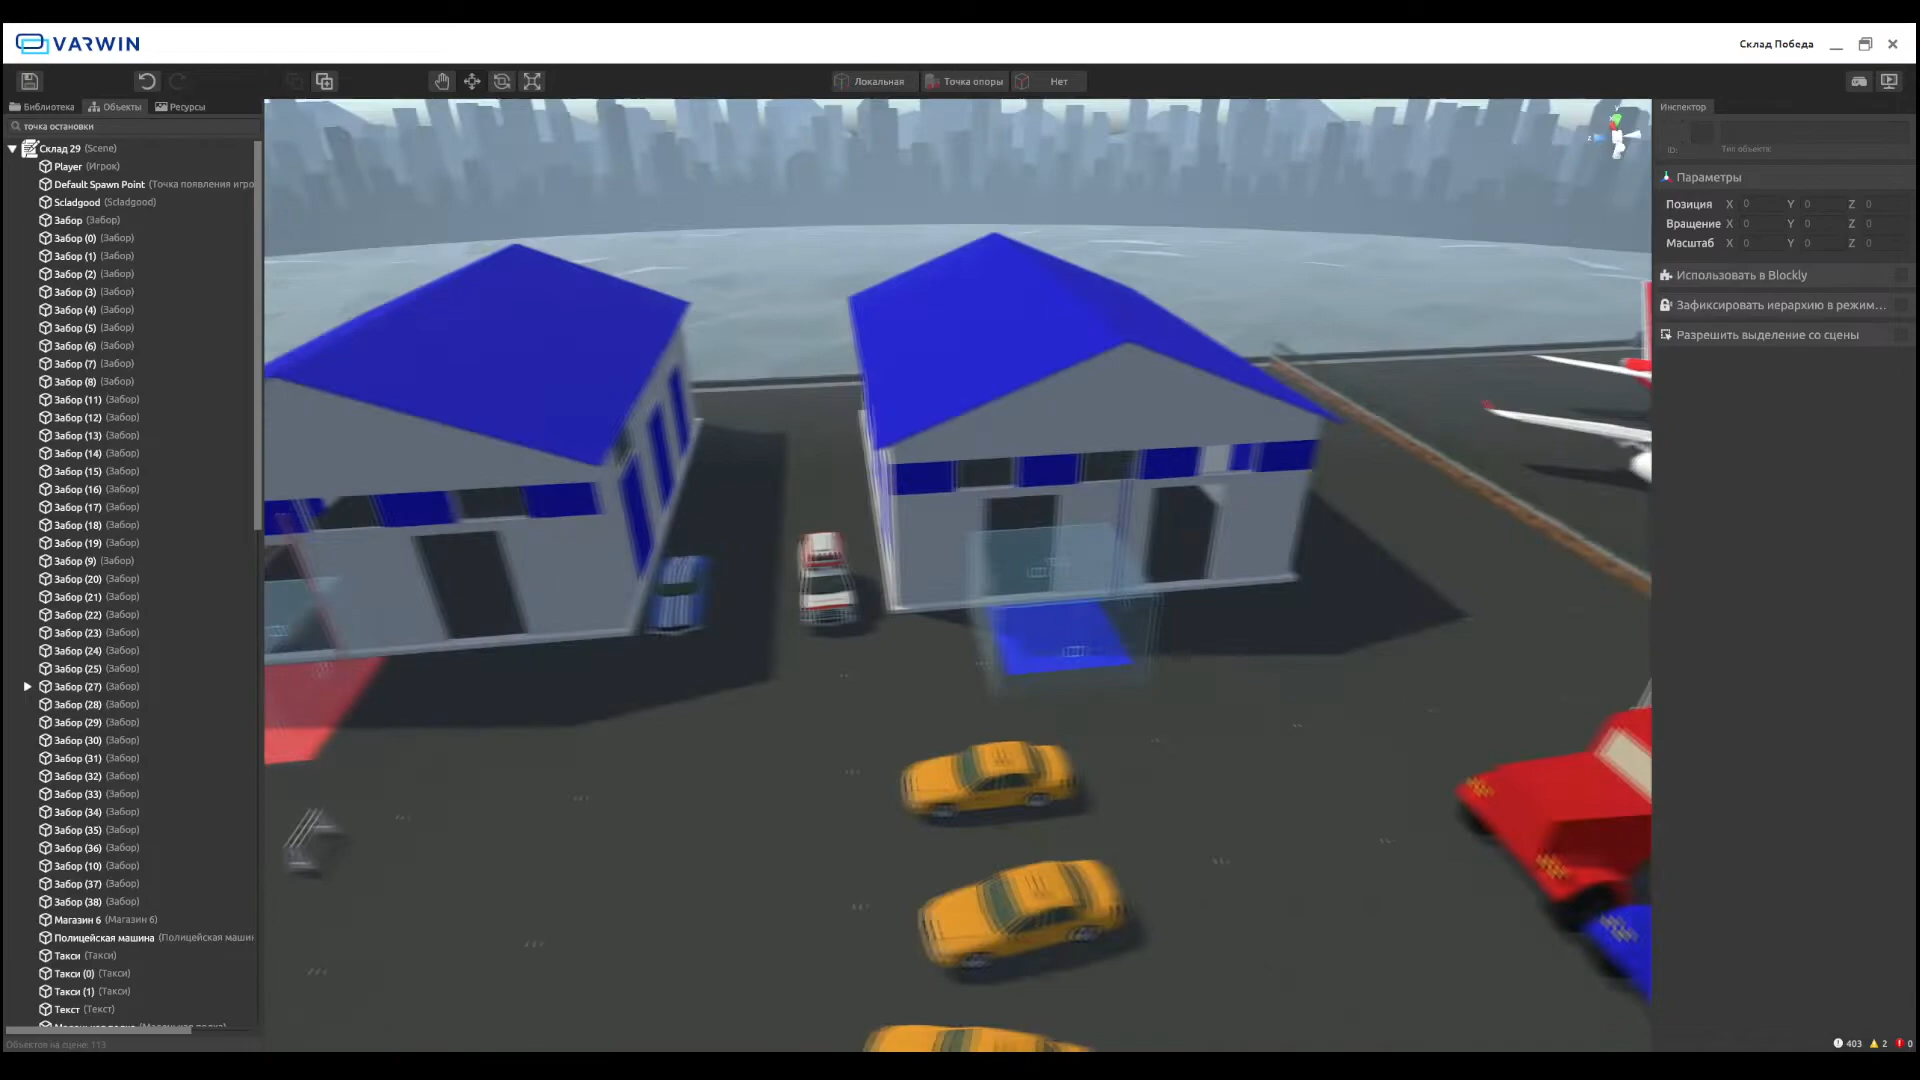 VARWIN
Склад Победа
Локальная
Точка опоры
Нет
Библиотека
Объекты
Ресурсы
точка остановки
Склад 29 (Scene)
Player (Игрок)
Default Spawn Point (Точка появления игро
Scladgood (Scladgood)
Забор (Забор)
Забор (0) (Забор)
Забор (1) (Забор)
Забор (2) (Забор)
Забор (3) (Забор)
Забор (4) (Забор)
Забор (5) (Забор)
Забор (6) (Забор)
Забор (7) (Забор)
Забор (8) (Забор)
Забор (11) (Забор)
Забор (12) (Забор)
Забор (13) (Забор)
Забор (14) (Забор)
Забор (15) (Забор)
Забор (16) (Забор)
Забор (17) (Забор)
Забор (18) (Забор)
Забор (19) (Забор)
Забор (9) (Забор)
Забор (20) (Забор)
Забор (21) (Забор)
Забор (22) (Забор)
Забор (23) (Забор)
Забор (24) (Забор)
Забор (25) (Забор)
Забор (27) (Забор)
Забор (28) (Забор)
Забор (29) (Забор)
Забор (30) (Забор)
Забор (31) (Забор)
Забор (32) (Забор)
Забор (33) (Забор)
Забор (34) (Забор)
Забор (35) (Забор)
Забор (36) (Забор)
Забор (10) (Забор)
Забор (37) (Забор)
Забор (38) (Забор)
Магазин 6 (Магазин 6)
Полицейская машина (Полицейская машин
Такси (Такси)
Такси (0) (Такси)
Такси (1) (Такси)
Текст (Текст)
Объектов на сцене: 113
Инспектор
ID:
Тип объекта:
Параметры
Позиция X 0 Y 0 Z 0
Вращение X 0 Y 0 Z 0
Масштаб X 0 Y 0 Z 0
Использовать в Blockly
Зафиксировать иерархию в режим...
Разрешить выделение со сцены
403 2 0